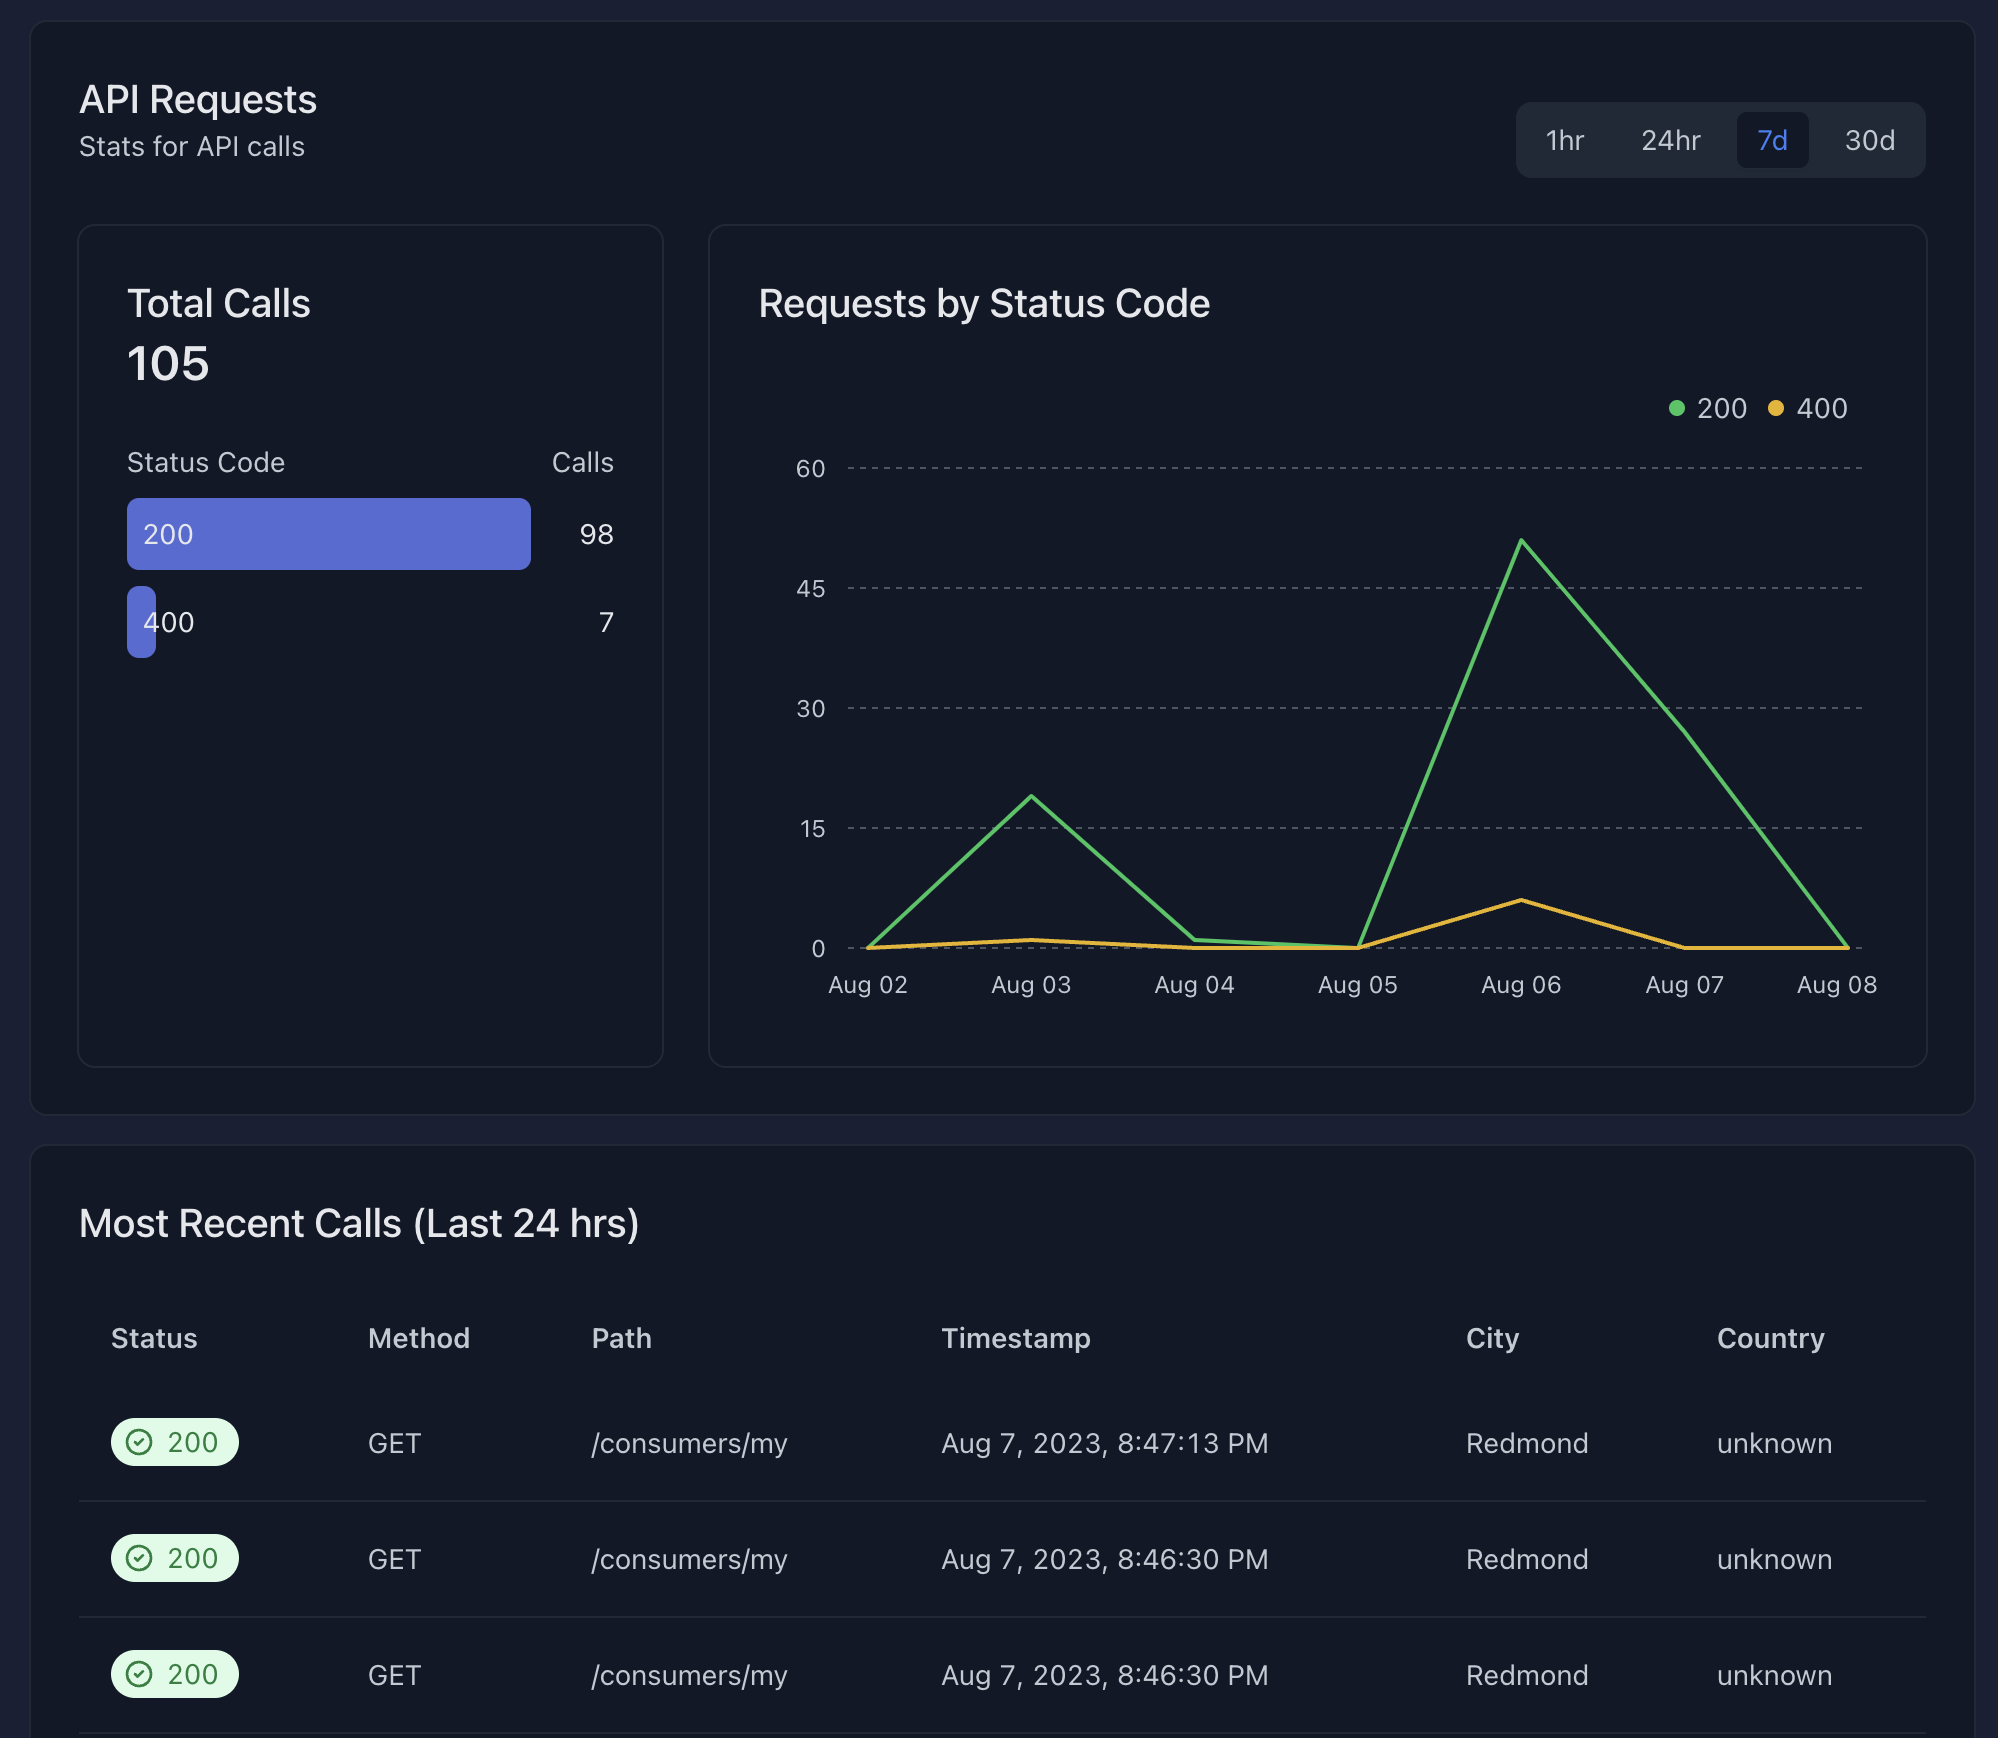 API Requests
Stats for API calls
1hr 24hr 7d 30d
Total Calls
105
Status Code Calls
200 98
400 7
Requests by Status Code
200 400
60
45
30
15
0
Aug 02 Aug 03 Aug 04 Aug 05 Aug 06 Aug 07 Aug 08
Most Recent Calls (Last 24 hrs)
Status Method Path Timestamp City Country
200 GET /consumers/my Aug 7, 2023, 8:47:13 PM Redmond unknown
200 GET /consumers/my Aug 7, 2023, 8:46:30 PM Redmond unknown
200 GET /consumers/my Aug 7, 2023, 8:46:30 PM Redmond unknown